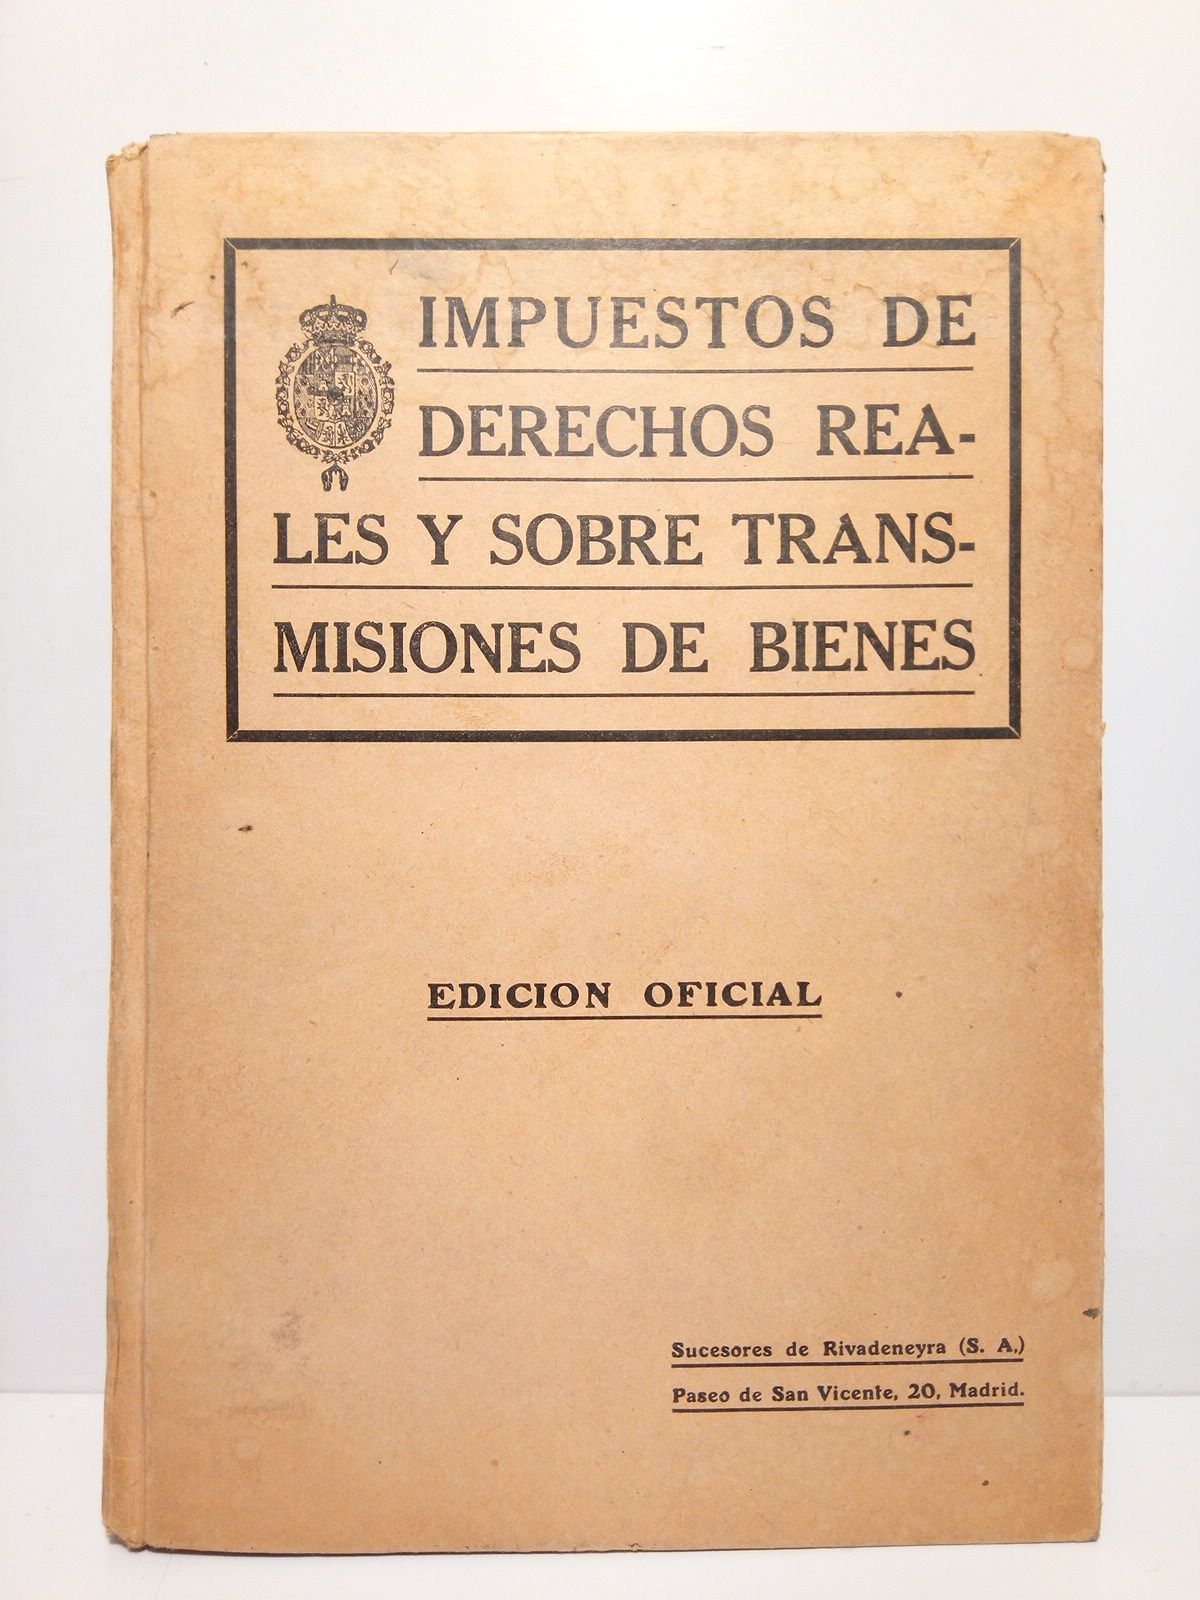 IMPUESTOS DE
DERECHOS REA-
LES Y SOBRE TRANS-
MISIONES DE BIENES
EDICION OFICIAL
Sucesores de Rivadeneyra (S. A.)
Paseo de San Vicente, 20, Madrid.